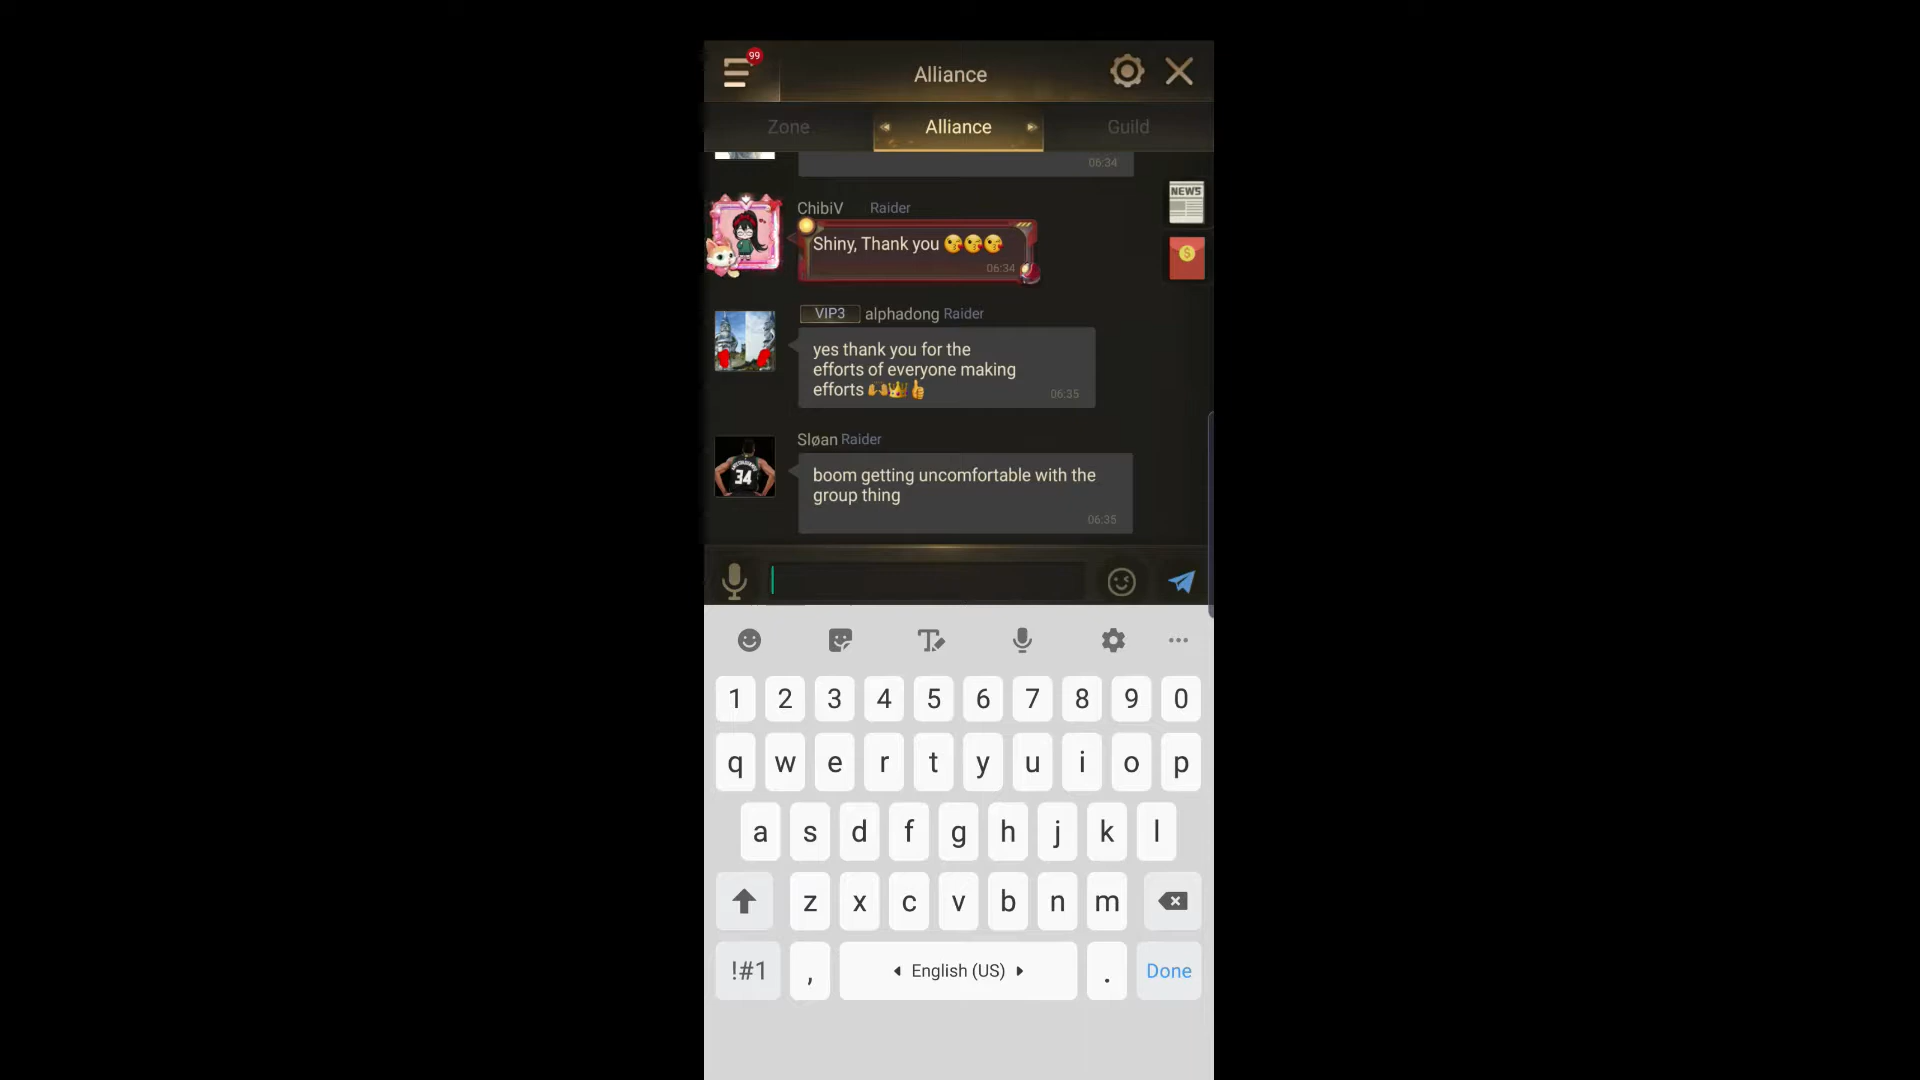 99
Alliance
Zone
Alliance
Guild
06:34
NEWS
ChibiV Raider
Shiny, Thank you 😘😘😘
06:34
VIP3 alphadong Raider
yes thank you for the
efforts of everyone making
efforts 🙌👑👍
06:35
Sløan Raider
34
boom getting uncomfortable with the
group thing
06:35
1 2 3 4 5 6 7 8 9 0
q w e r t y u i o p
a s d f g h j k l
z x c v b n m
!#1 , English (US) . Done